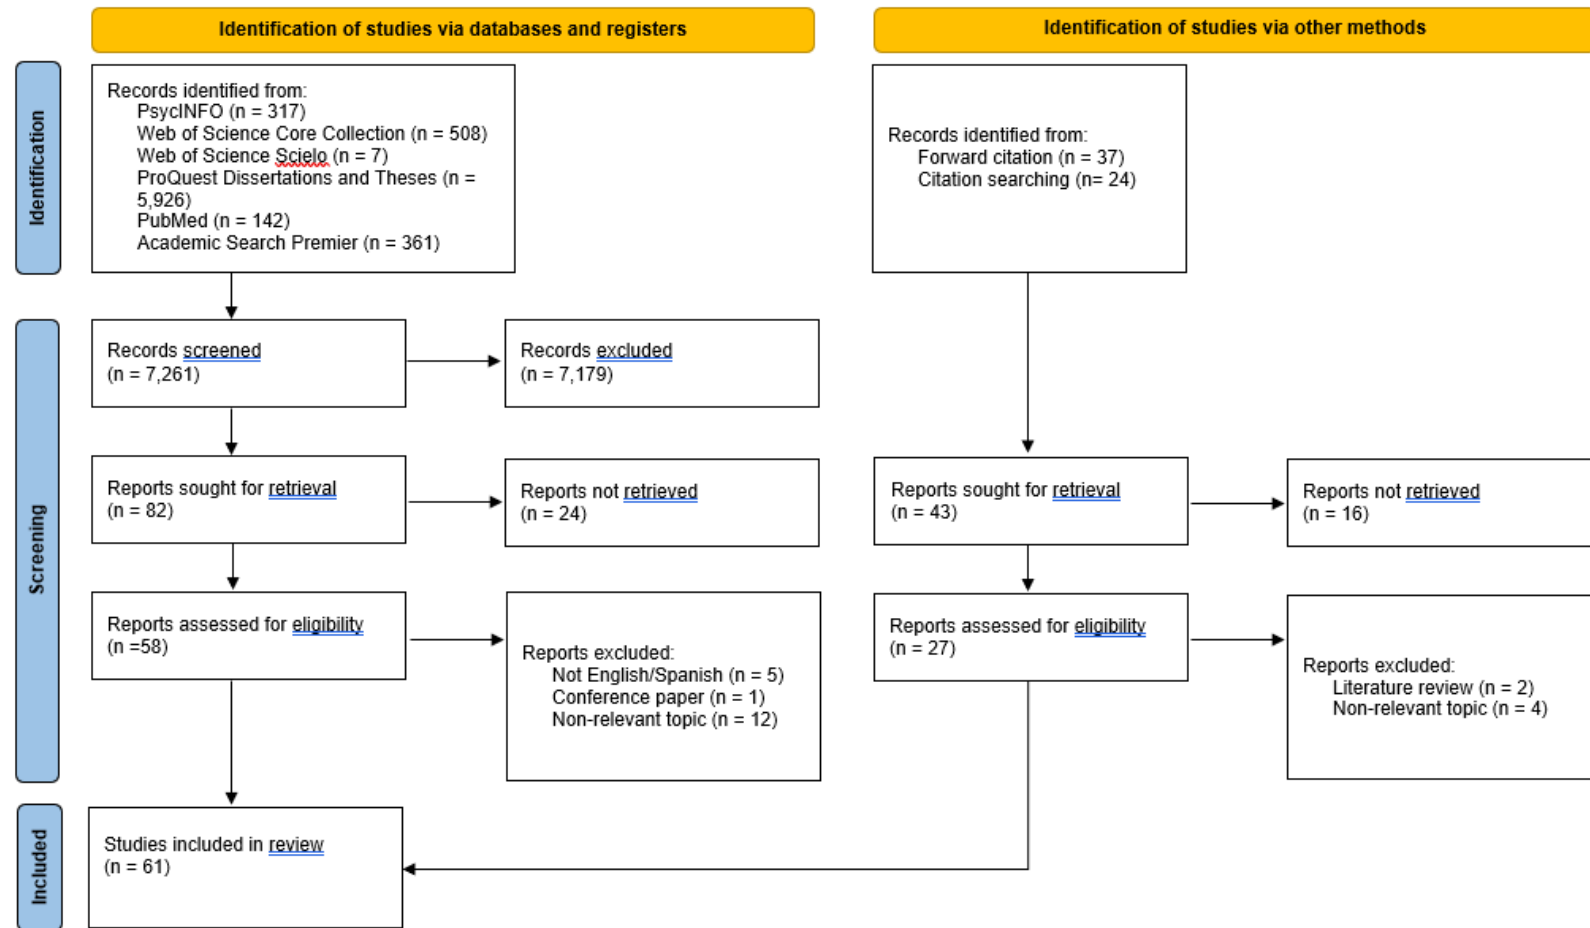 Identification of studies via databases and registers
Identification of studies via other methods
Identification
Records identified from:
PsycINFO (n = 317)
Web of Science Core Collection (n = 508)
Web of Science Scielo (n = 7)
ProQuest Dissertations and Theses (n =
5,926)
PubMed (n = 142)
Academic Search Premier (n = 361)
Records identified from:
Forward citation (n = 37)
Citation searching (n= 24)
Screening
Records screened
(n = 7,261)
Records excluded
(n = 7,179)
Reports sought for retrieval
(n = 82)
Reports not retrieved
(n = 24)
Reports sought for retrieval
(n = 43)
Reports not retrieved
(n = 16)
Reports assessed for eligibility
(n =58)
Reports excluded:
Not English/Spanish (n = 5)
Conference paper (n = 1)
Non-relevant topic (n = 12)
Reports assessed for eligibility
(n = 27)
Reports excluded:
Literature review (n = 2)
Non-relevant topic (n = 4)
Included
Studies included in review
(n = 61)